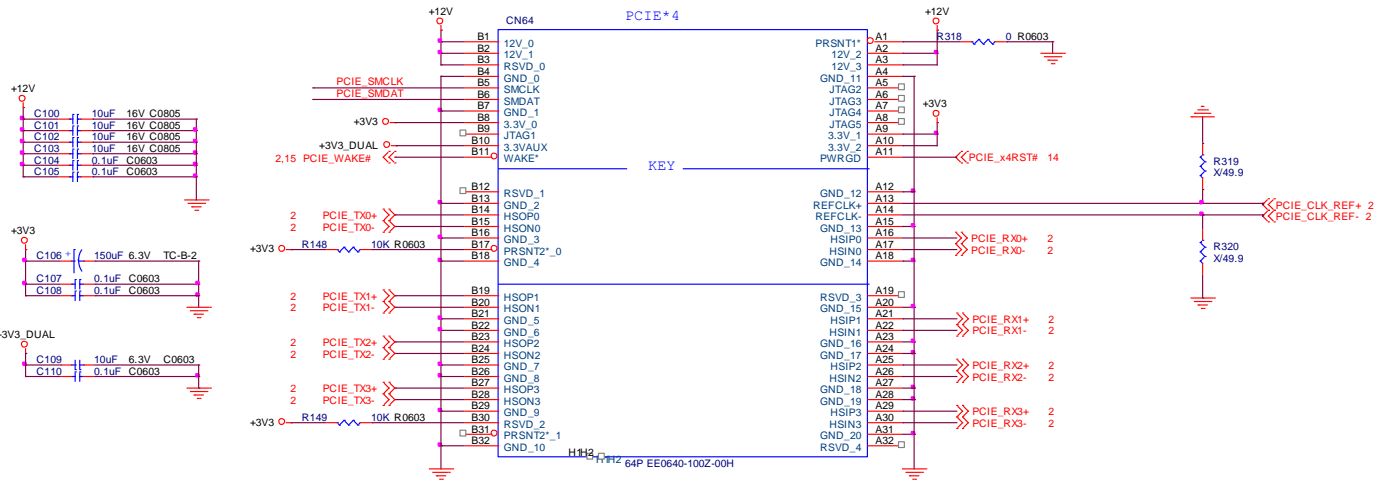 PCIE*4
+12V
CN64
+12V
B1 12V_0
B2 12V_1
B3 RSVD_0
B4 GND_0
PCIE_SMCLK B5 SMCLK
PCIE_SMDAT B6 SMDAT
B7 GND_1
+3V3 B8 3.3V_0
B9 JTAG1
+3V3_DUAL B10 3.3VAUX
2,15 PCIE_WAKE# B11 WAKE*
KEY
B12 RSVD_1
B13 GND_2
2 PCIE_TX0+ B14 HSOP0
2 PCIE_TX0- B15 HSON0
B16 GND_3
+3V3 R148 10K R0603 B17 PRSNT2*_0
B18 GND_4
2 PCIE_TX1+ B19 HSOP1
2 PCIE_TX1- B20 HSON1
B21 GND_5
B22 GND_6
2 PCIE_TX2+ B23 HSOP2
2 PCIE_TX2- B24 HSON2
B25 GND_7
B26 GND_8
2 PCIE_TX3+ B27 HSOP3
2 PCIE_TX3- B28 HSON3
B29 GND_9
+3V3 R149 10K R0603 B30 RSVD_2
B31 PRSNT2*_1
B32 GND_10
PRSNT1* A1 R318 0 R0603
12V_2 A2
12V_3 A3
GND_11 A4
JTAG2 A5
JTAG3 A6
JTAG4 A7
JTAG5 A8
+3V3
3.3V_1 A9
3.3V_2 A10
PWRGD A11 PCIE_x4RST# 14
GND_12 A12
REFCLK+ A13 PCIE_CLK_REF+ 2
REFCLK- A14 PCIE_CLK_REF- 2
GND_13 A15
HSIP0 A16 PCIE_RX0+ 2
HSIN0 A17 PCIE_RX0- 2
GND_14 A18
RSVD_3 A19
GND_15 A20
HSIP1 A21 PCIE_RX1+ 2
HSIN1 A22 PCIE_RX1- 2
GND_16 A23
GND_17 A24
HSIP2 A25 PCIE_RX2+ 2
HSIN2 A26 PCIE_RX2- 2
GND_18 A27
GND_19 A28
HSIP3 A29 PCIE_RX3+ 2
HSIN3 A30 PCIE_RX3- 2
GND_20 A31
RSVD_4 A32
H1H2
H1H2
64P EE0640-100Z-00H
R319
X/49.9
R320
X/49.9
+12V
C100 10uF 16V C0805
C101 10uF 16V C0805
C102 10uF 16V C0805
C103 10uF 16V C0805
C104 0.1uF C0603
C105 0.1uF C0603
+3V3
C106 + 150uF 6.3V TC-B-2
C107 0.1uF C0603
C108 0.1uF C0603
+3V3_DUAL
C109 10uF 6.3V C0603
C110 0.1uF C0603